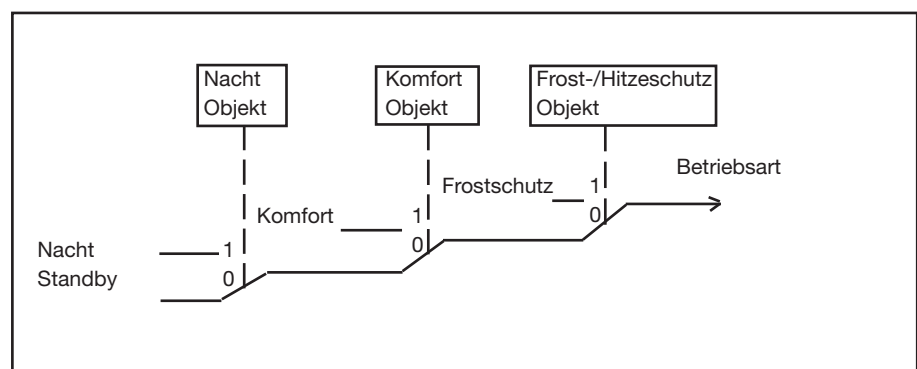 Nacht
Objekt
Komfort
Objekt
Frost-/Hitzeschutz
Objekt
Betriebsart
Frostschutz 1
0
Komfort 1
0
Nacht 1
Standby 0